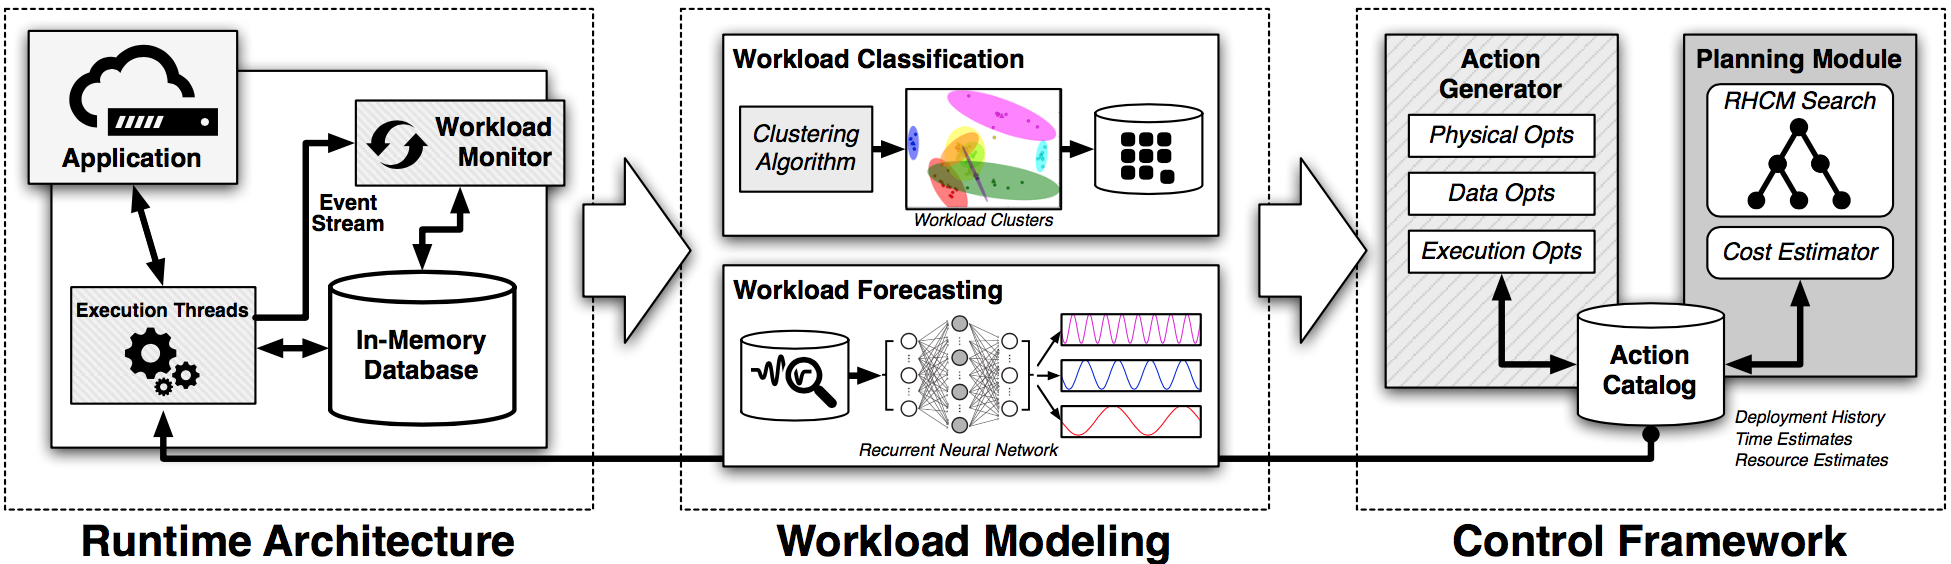 Application
Workload
Monitor
Event
Stream
Execution Threads
In-Memory
Database
Runtime Architecture
Workload Classification
Clustering
Algorithm
Workload Clusters
Workload Forecasting
Recurrent Neural Network
Workload Modeling
Action
Generator
Physical Opts
Data Opts
Execution Opts
Planning Module
RHCM Search
Cost Estimator
Action
Catalog
Deployment History
Time Estimates
Resource Estimates
Control Framework